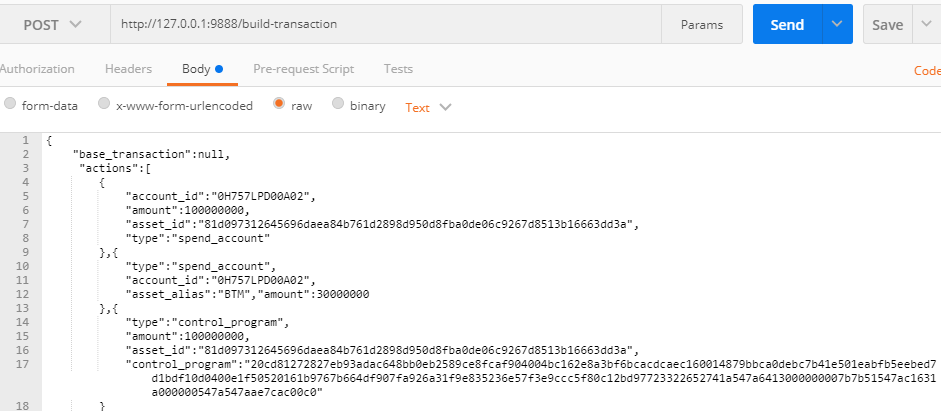 POST http://127.0.0.1:9888/build-transaction Params Send Save
Authorization Headers Body Pre-request Script Tests Code
form-data x-www-form-urlencoded raw binary Text
1 {
2 "base_transaction":null,
3 "actions":[
4 {
5 "account_id":"0H757LPD00A02",
6 "amount":100000000,
7 "asset_id":"81d097312645696daea84b761d2898d950d8fba0de06c9267d8513b16663dd3a",
8 "type":"spend_account"
9 },{
10 "type":"spend_account",
11 "account_id":"0H757LPD00A02",
12 "asset_alias":"BTM","amount":30000000
13 },{
14 "type":"control_program",
15 "amount":100000000,
16 "asset_id":"81d097312645696daea84b761d2898d950d8fba0de06c9267d8513b16663dd3a",
17 "control_program":"20cd81272827eb93adac648bb0eb2589ce8fcaf904004bc162e8a3bf6bcacdcaec160014879bbca0debc7b41e501eabfb5eebed7
d1bdf10d0400e1f50520161b9767b664df907fa926a31f9e835236e57f3e9ccc5f80c12bd97723322652741a547a6413000000007b7b51547ac1631
a000000547a547aae7cac00c0"
18 }